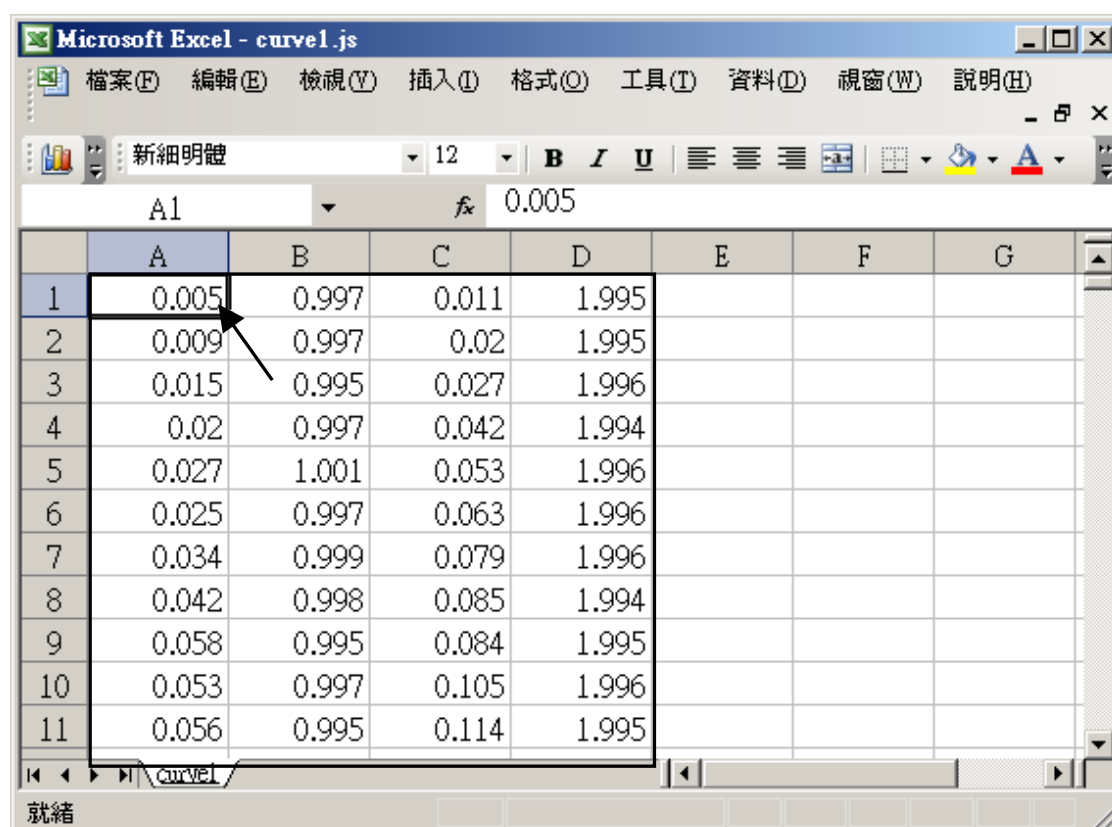 Microsoft Excel - curve1.js
檔案(F) 編輯(E) 檢視(V) 插入(I) 格式(O) 工具(T) 資料(D) 視窗(W) 說明(H)
新細明體 12 B I U
A1 fx 0.005
A B C D E F G
1 0.005 0.997 0.011 1.995
2 0.009 0.997 0.02 1.995
3 0.015 0.995 0.027 1.996
4 0.02 0.997 0.042 1.994
5 0.027 1.001 0.053 1.996
6 0.025 0.997 0.063 1.996
7 0.034 0.999 0.079 1.996
8 0.042 0.998 0.085 1.994
9 0.058 0.995 0.084 1.995
10 0.053 0.997 0.105 1.996
11 0.056 0.995 0.114 1.995
curve1
就緒